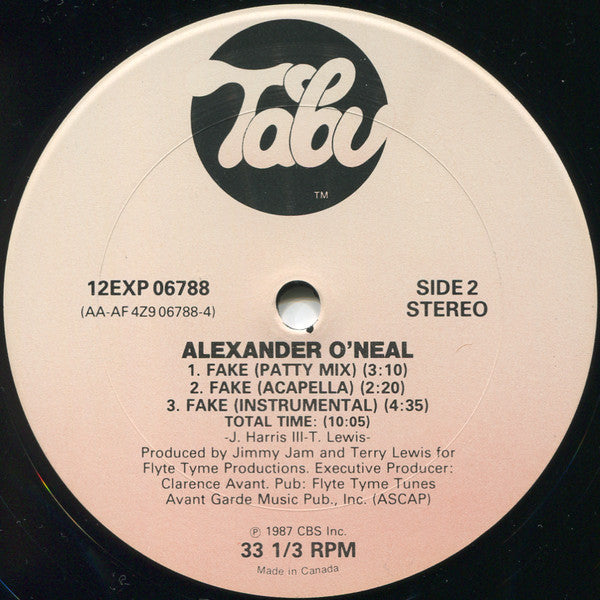 Tabu
TM
12EXP 06788
(AA-AF 4Z9 06788-4)
SIDE 2
STEREO
ALEXANDER O'NEAL
1. FAKE (PATTY MIX) (3:10)
2. FAKE (ACAPELLA) (2:20)
3. FAKE (INSTRUMENTAL) (4:35)
TOTAL TIME: (10:05)
-J. Harris III-T. Lewis-
Produced by Jimmy Jam and Terry Lewis for
Flyte Tyme Productions. Executive Producer:
Clarence Avant. Pub: Flyte Tyme Tunes
Avant Garde Music Pub., Inc. (ASCAP)
℗ 1987 CBS Inc.
33 1/3 RPM
Made in Canada